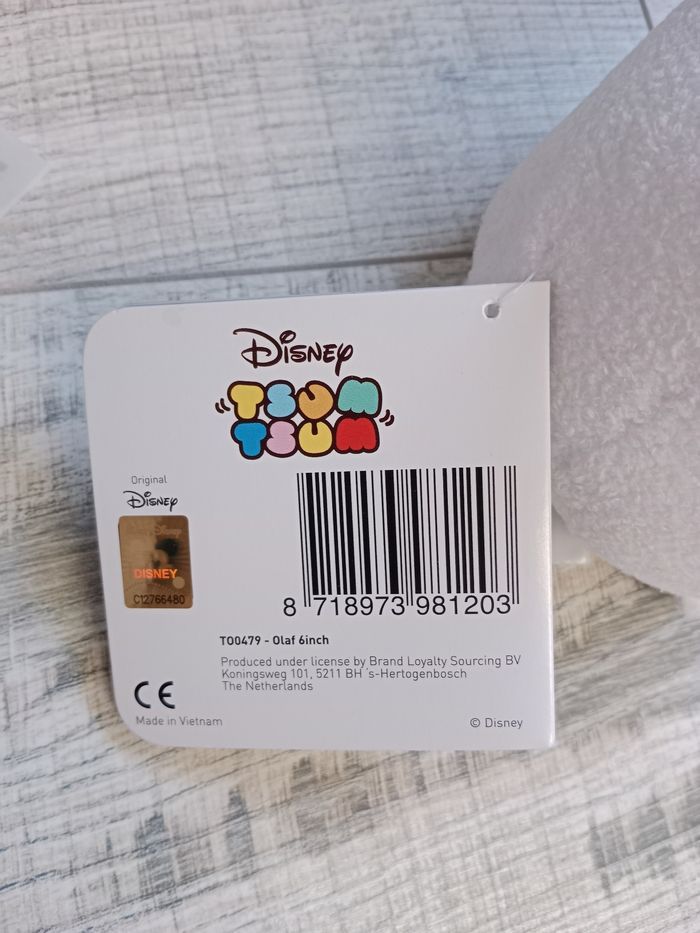 Disney
TSUM
TSUM
Original
Disney
DISNEY
C12766480
8 718973 981203
T00479 - Olaf 6inch
Produced under license by Brand Loyalty Sourcing BV
Koningsweg 101, 5211 BH 's-Hertogenbosch
The Netherlands
CE
Made in Vietnam
© Disney